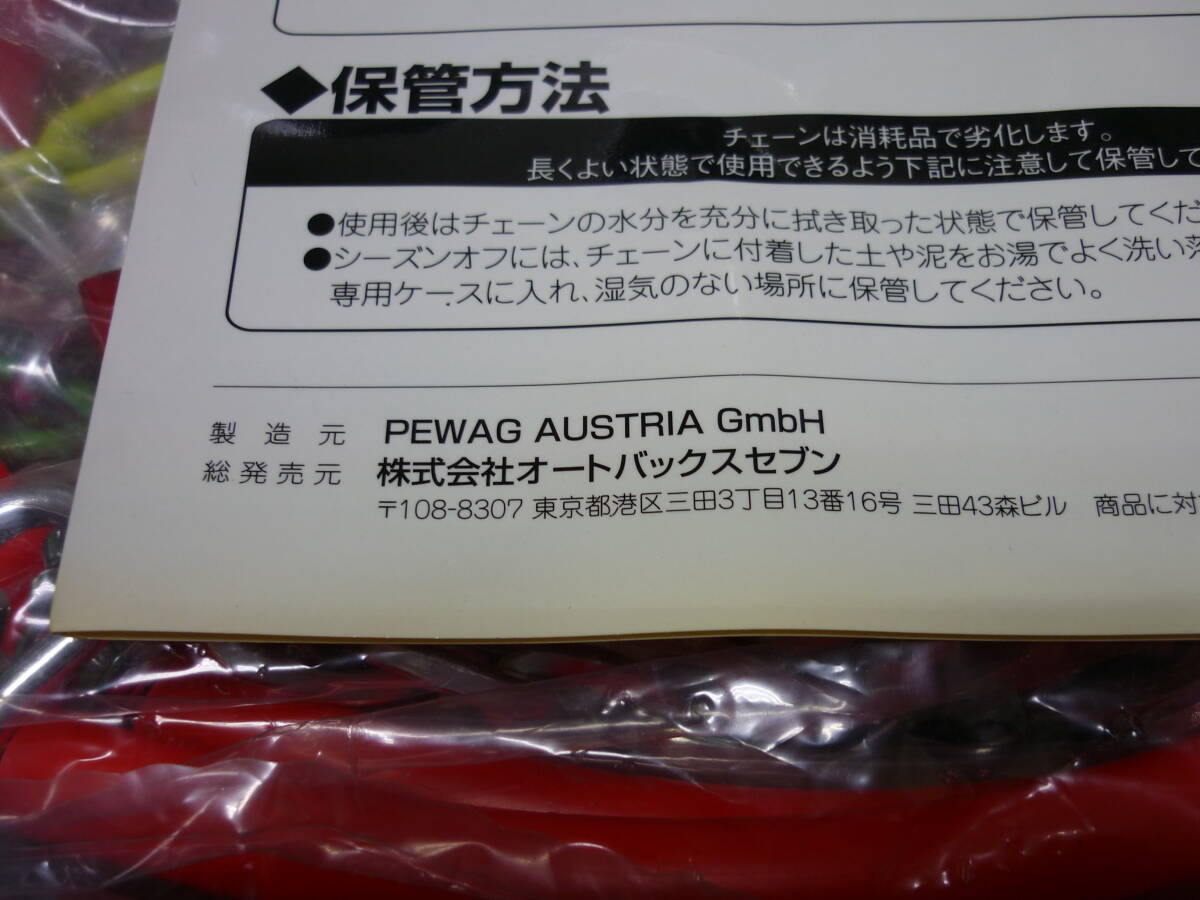 ◆保管方法
チェーンは消耗品で劣化します。
長くよい状態で使用できるよう下記に注意して保管して
●使用後はチェーンの水分を充分に拭き取った状態で保管してくだ
●シーズンオフには、チェーンに付着した土や泥をお湯でよく洗い落
専用ケースに入れ、湿気のない場所に保管してください。
製造元 PEWAG AUSTRIA GmbH
総発売元 株式会社オートバックスセブン
〒108-8307 東京都港区三田3丁目13番16号 三田43森ビル 商品に対